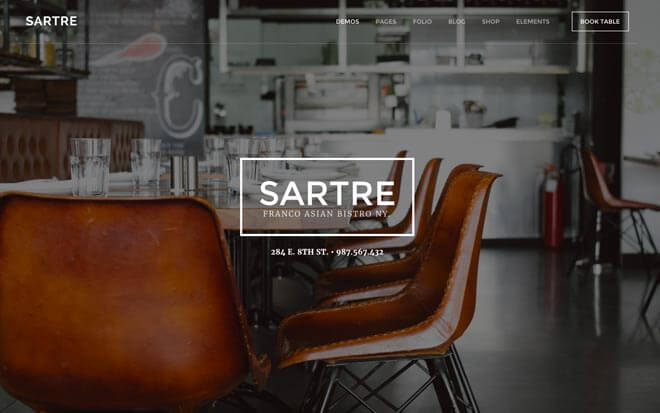 SARTRE
DEMOS PAGES FOLIO BLOG SHOP ELEMENTS BOOK TABLE
C
SARTRE
FRANCO ASIAN BISTRO NY
284 E. 8TH ST. • 987.567.432